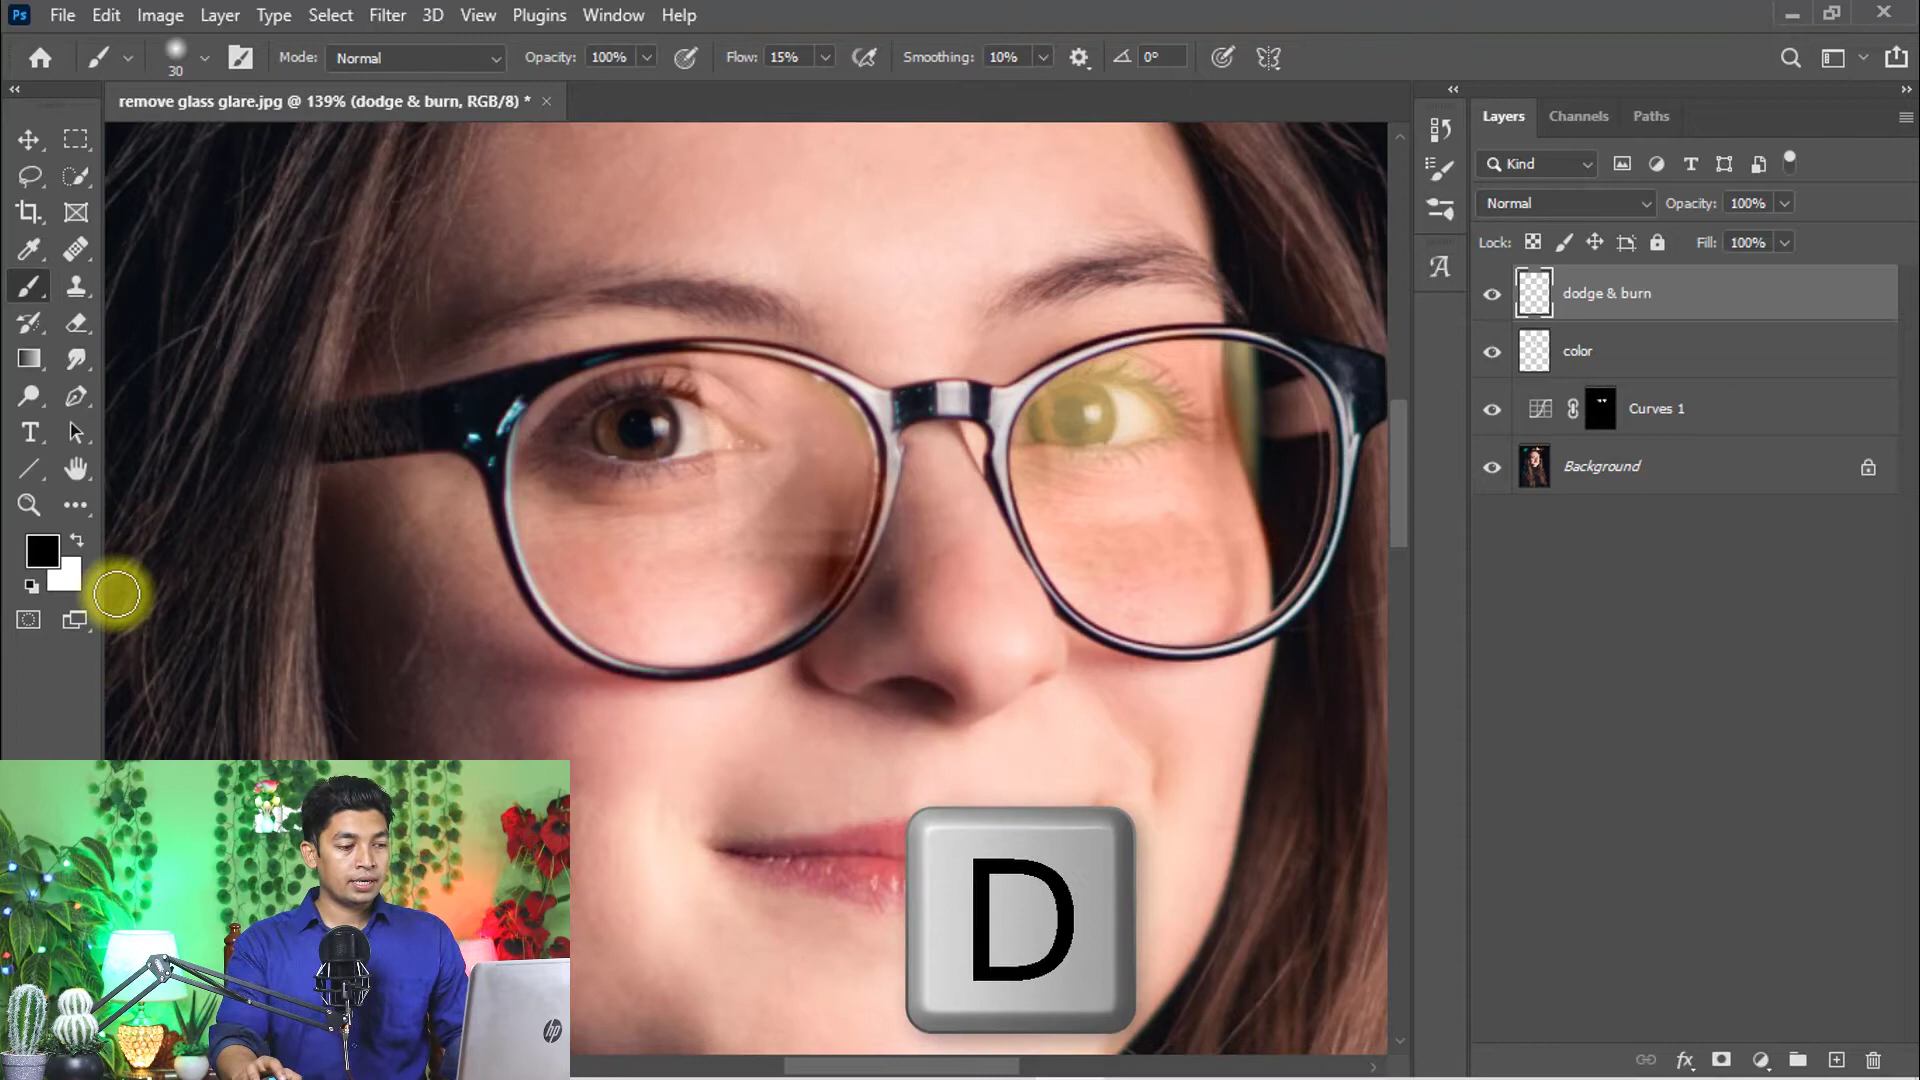 Ps File Edit Image Layer Type Select Filter 3D View Plugins Window Help
30 Mode: Normal Opacity: 100% Flow: 15% Smoothing: 10% 0°
remove glass glare.jpg @ 139% (dodge & burn, RGB/8) * ×
Layers Channels Paths
Kind
Normal Opacity: 100%
Lock: Fill: 100%
dodge & burn
color
Curves 1
Background
D
hp